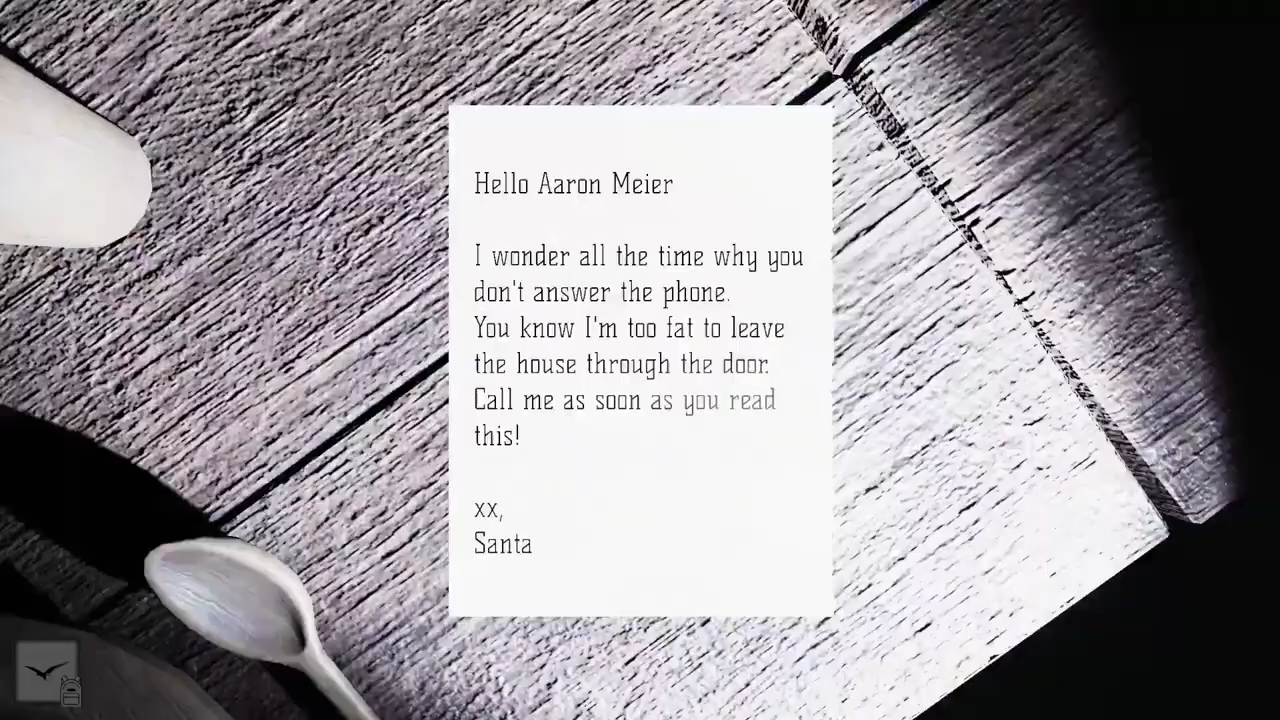 Hello Aaron Meier
I wonder all the time why you
don't answer the phone.
You know I'm too fat to leave
the house through the door.
Call me as soon as you read
this!
xx,
Santa